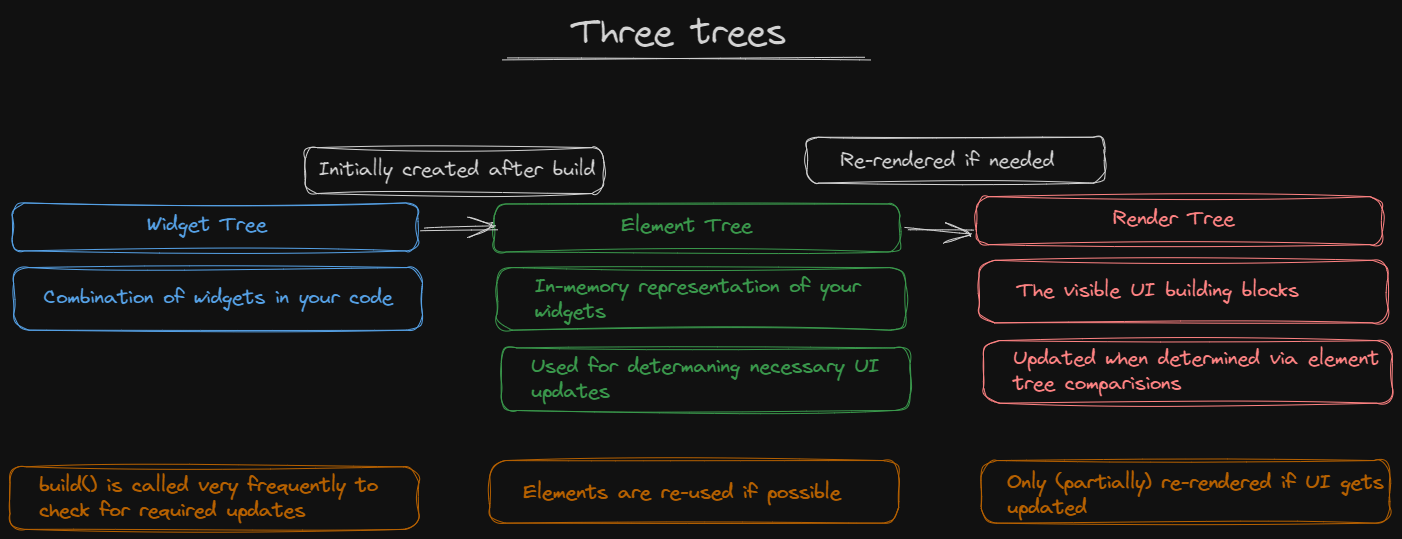 Three trees
Initially created after build
Re-rendered if needed
Widget Tree
Element Tree
Render Tree
Combination of widgets in your code
In-memory representation of your
widgets
The visible UI building blocks
Used for determaning necessary UI
updates
Updated when determined via element
tree comparisions
build() is called very frequently to
check for required updates
Elements are re-used if possible
Only (partially) re-rendered if UI gets
updated